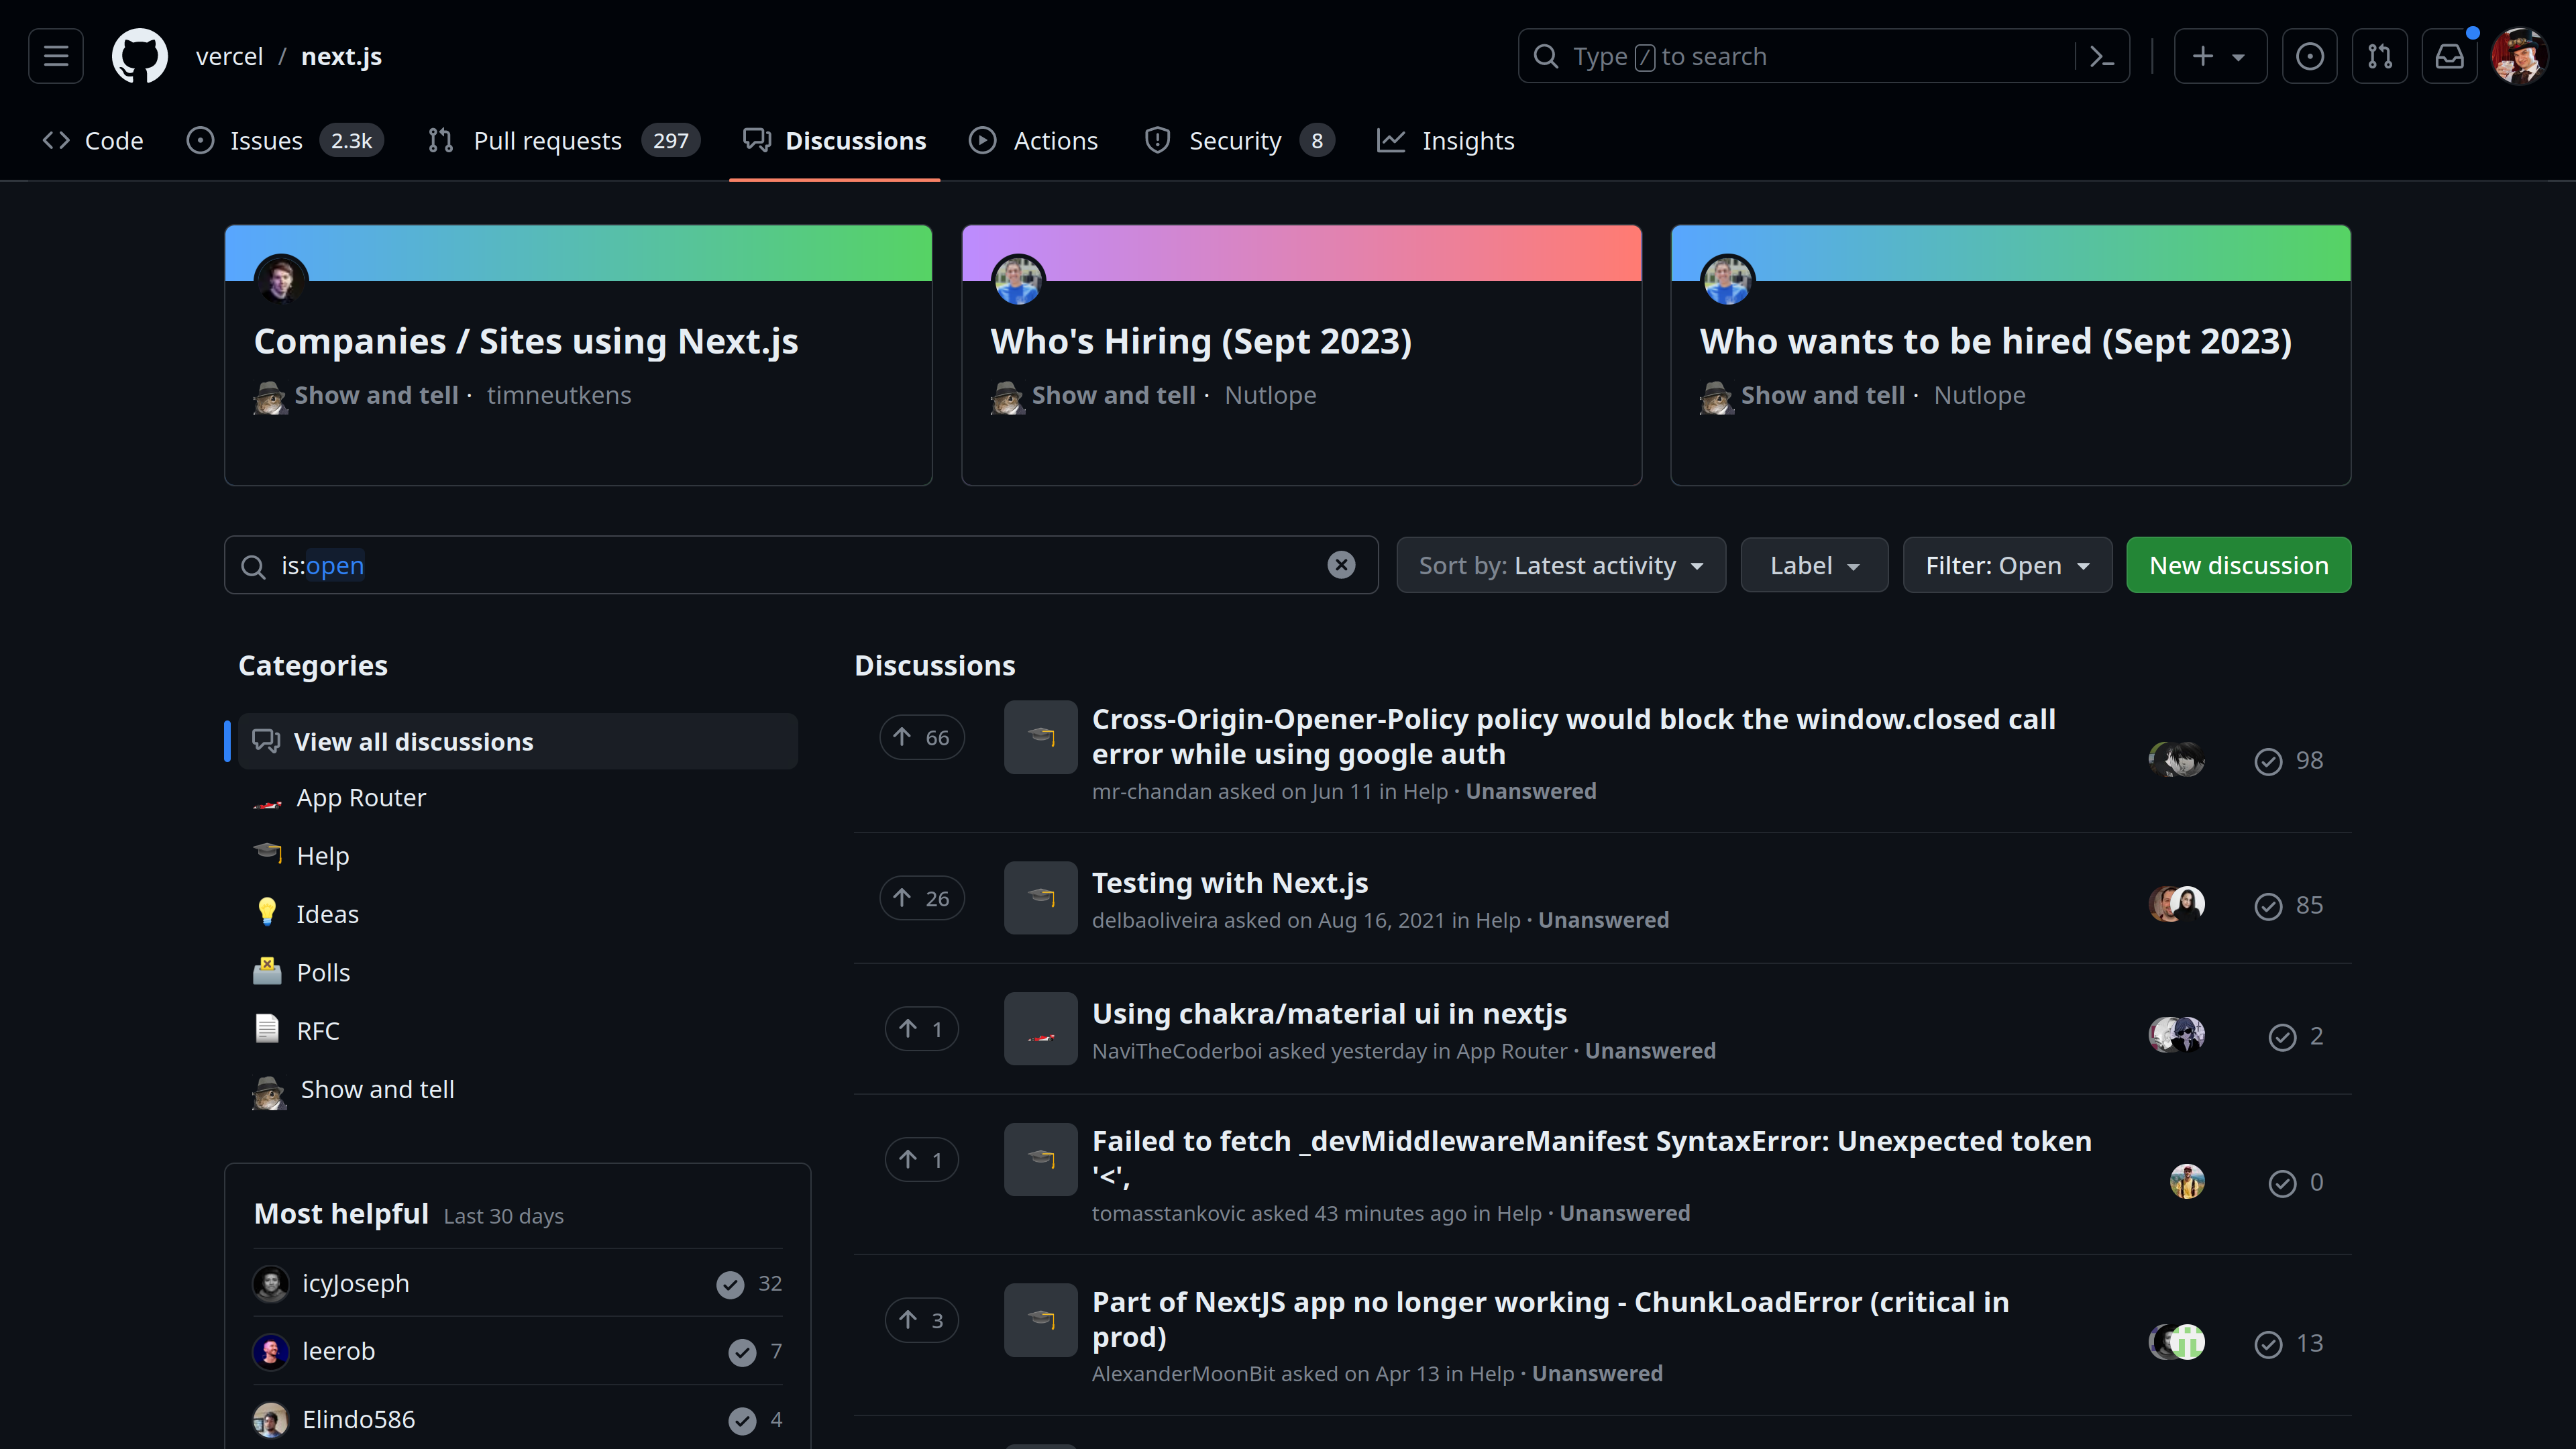 vercel / next.js
Type / to search
Code
Issues 2.3k
Pull requests 297
Discussions
Actions
Security 8
Insights
Companies / Sites using Next.js
Show and tell · timneutkens
Who's Hiring (Sept 2023)
Show and tell · Nutlope
Who wants to be hired (Sept 2023)
Show and tell · Nutlope
is:open
Sort by: Latest activity
Label
Filter: Open
New discussion
Categories
View all discussions
App Router
Help
Ideas
Polls
RFC
Show and tell
Most helpful Last 30 days
icyJoseph 32
leerob 7
Elindo586 4
Discussions
66
Cross-Origin-Opener-Policy policy would block the window.closed call
error while using google auth
mr-chandan asked on Jun 11 in Help · Unanswered
98
26
Testing with Next.js
delbaoliveira asked on Aug 16, 2021 in Help · Unanswered
85
1
Using chakra/material ui in nextjs
NaviTheCoderboi asked yesterday in App Router · Unanswered
2
1
Failed to fetch _devMiddlewareManifest SyntaxError: Unexpected token
'<',
tomasstankovic asked 43 minutes ago in Help · Unanswered
0
3
Part of NextJS app no longer working - ChunkLoadError (critical in
prod)
AlexanderMoonBit asked on Apr 13 in Help · Unanswered
13